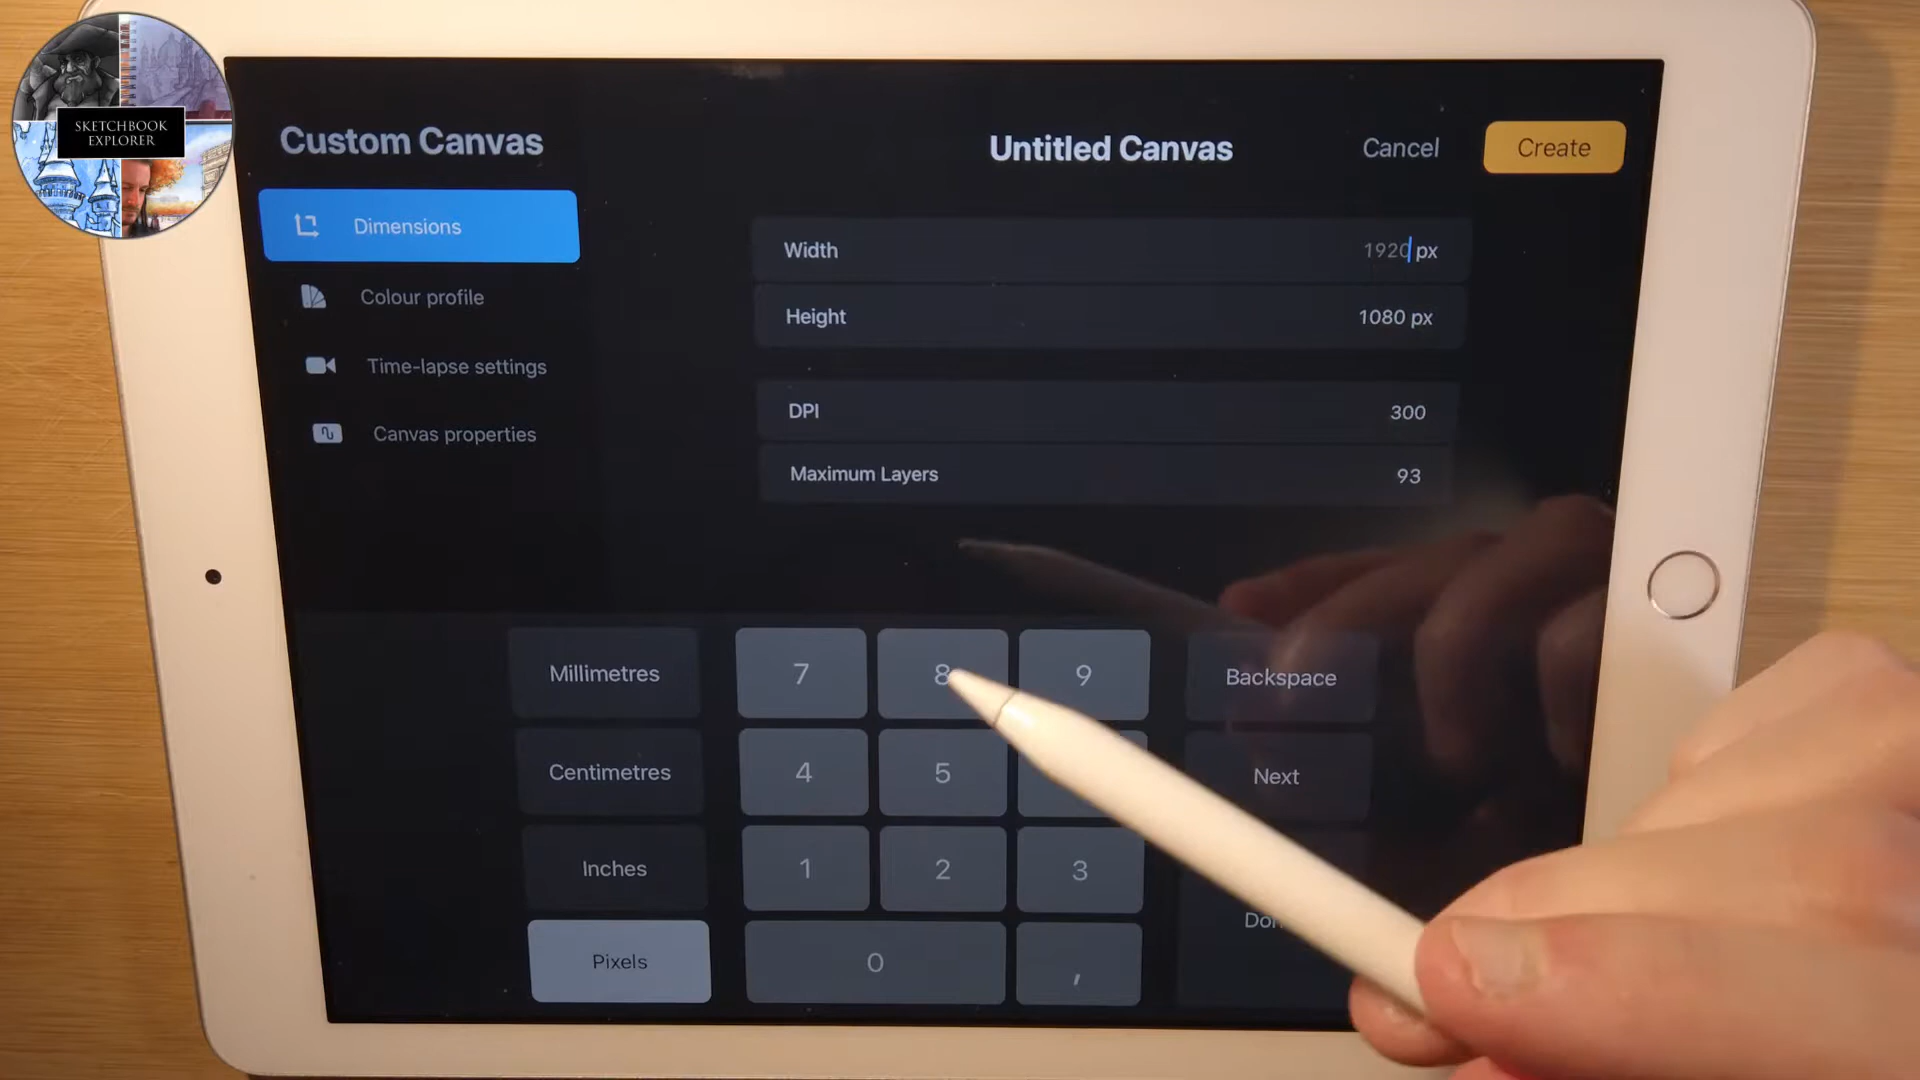 SKETCHBOOK
EXPLORER
Custom Canvas
Untitled Canvas
Cancel
Create
Dimensions
Colour profile
Time-lapse settings
Canvas properties
Width 1920 px
Height 1080 px
DPI 300
Maximum Layers 93
Millimetres 7 8 9 Backspace
Centimetres 4 5 Next
Inches 1 2 3
Pixels 0 ,